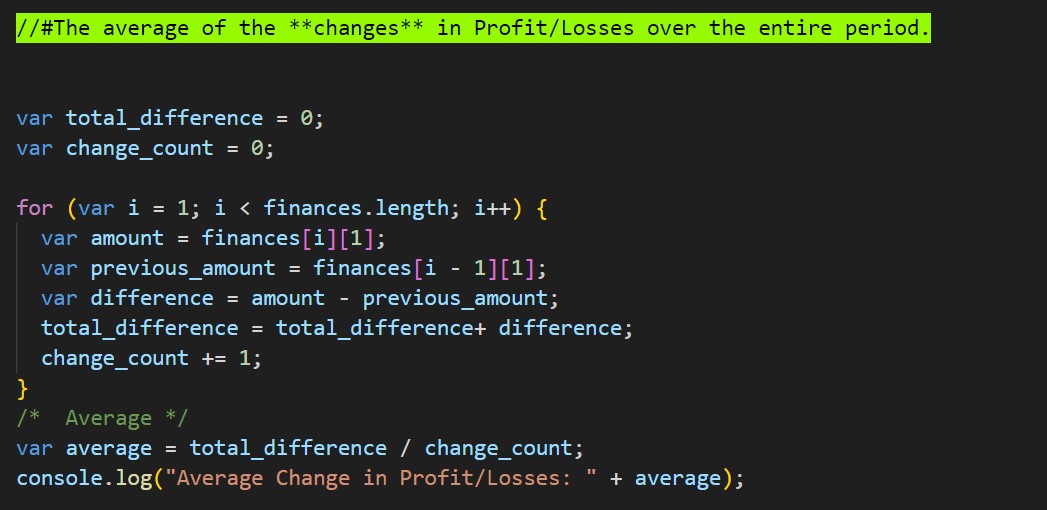 //#The average of the **changes** in Profit/Losses over the entire period.
var total_difference = 0;
var change_count = 0;
for (var i = 1; i < finances.length; i++) {
  var amount = finances[i][1];
  var previous_amount = finances[i - 1][1];
  var difference = amount - previous_amount;
  total_difference = total_difference+ difference;
  change_count += 1;
}
/*  Average */
var average = total_difference / change_count;
console.log("Average Change in Profit/Losses: " + average);